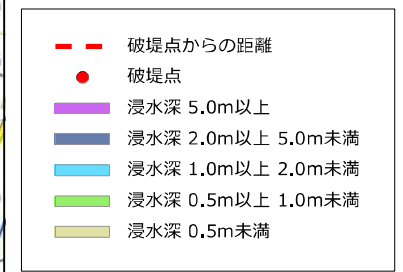 破堤点からの距離
破堤点
浸水深 5.0m以上
浸水深 2.0m以上 5.0m未満
浸水深 1.0m以上 2.0m未満
浸水深 0.5m以上 1.0m未満
浸水深 0.5m未満